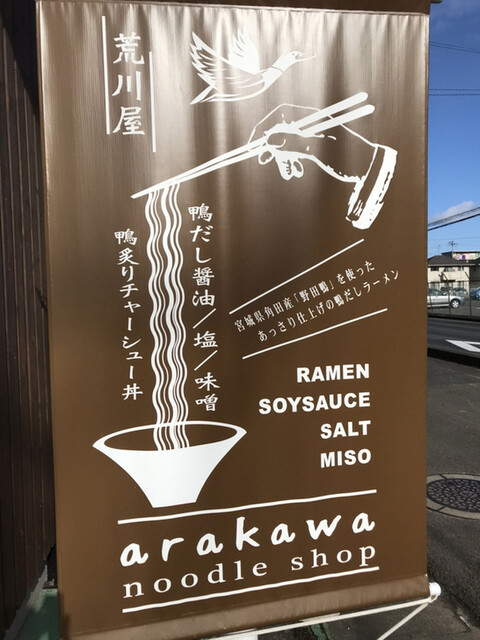 荒川屋
鴨だし醤油／塩／味噌
鴨炙りチャーシュー丼
宮城県角田産「野田鴨」を使った
あっさり仕上げの鴨だしラーメン
RAMEN
SOYSAUCE
SALT
MISO
arakawa
noodle shop